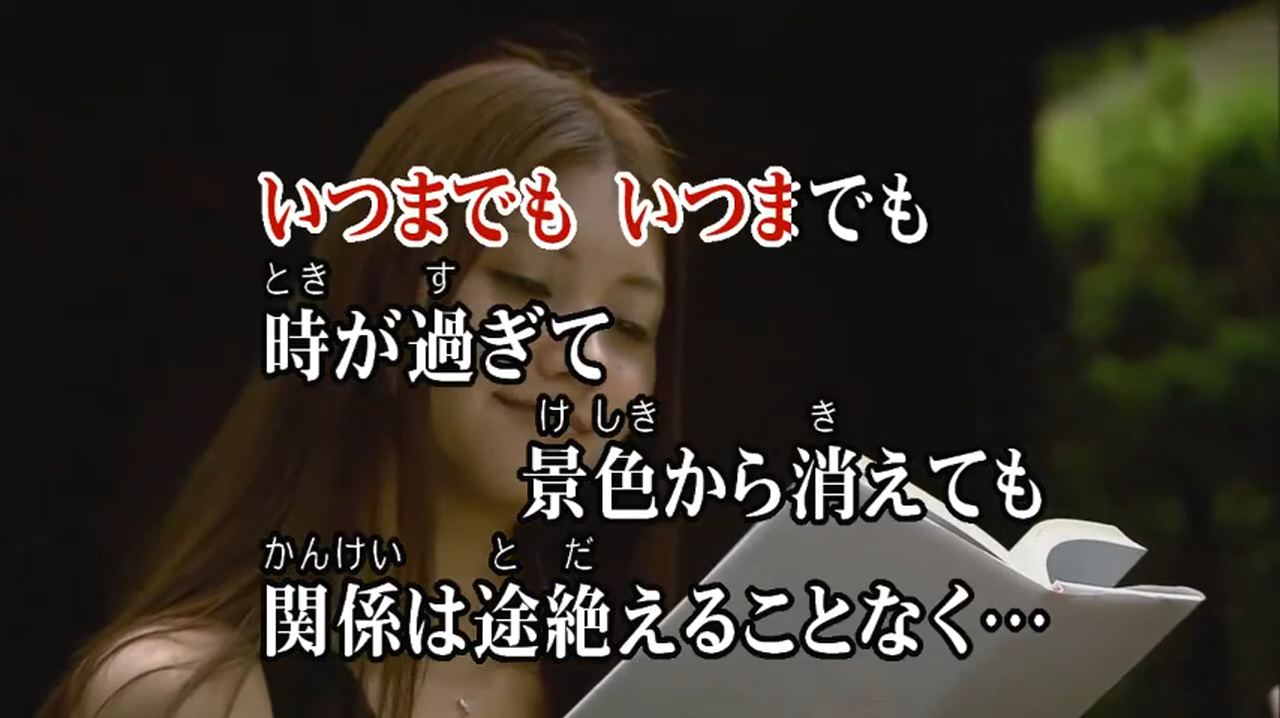 いつまでも いつまでも
とき す
時が過ぎて
けしき き
景色から消えても
かんけい と だ
関係は途絶えることなく…